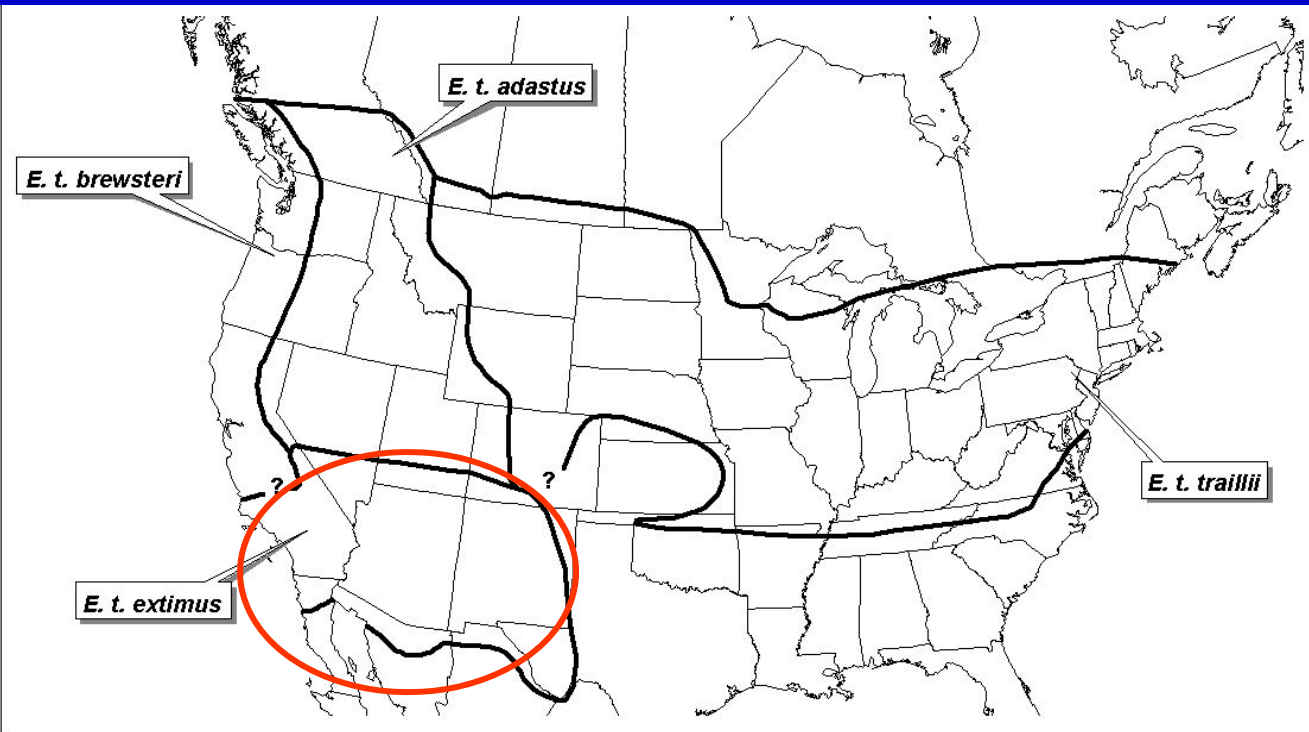 E. t. adastus
E. t. brewsteri
?
?
E. t. traillii
E. t. extimus